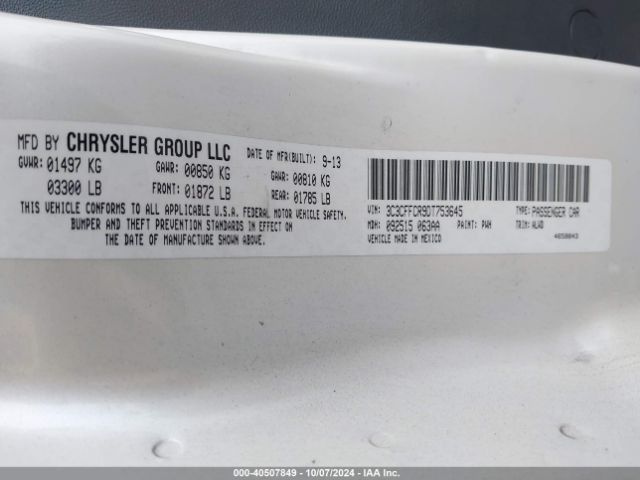 MFD BY CHRYSLER GROUP LLC DATE OF MFR(BUILT): 9-13
GVWR: 01497 KG GAWR: 00850 KG GAWR: 00810 KG
03300 LB FRONT: 01872 LB REAR: 01785 LB
THIS VEHICLE CONFORMS TO ALL APPLICABLE U.S.A. FEDERAL MOTOR VEHICLE SAFETY,
BUMPER AND THEFT PREVENTION STANDARDS IN EFFECT ON
THE DATE OF MANUFACTURE SHOWN ABOVE
VIN: 3C3CFFCR9DT753645 TYPE: PASSENGER CAR
MDH: 092515 063AA PAINT: PWH TRIM: ALWD
VEHICLE MADE IN MEXICO
000-40507849 | 10/07/2024 - IAA Inc.